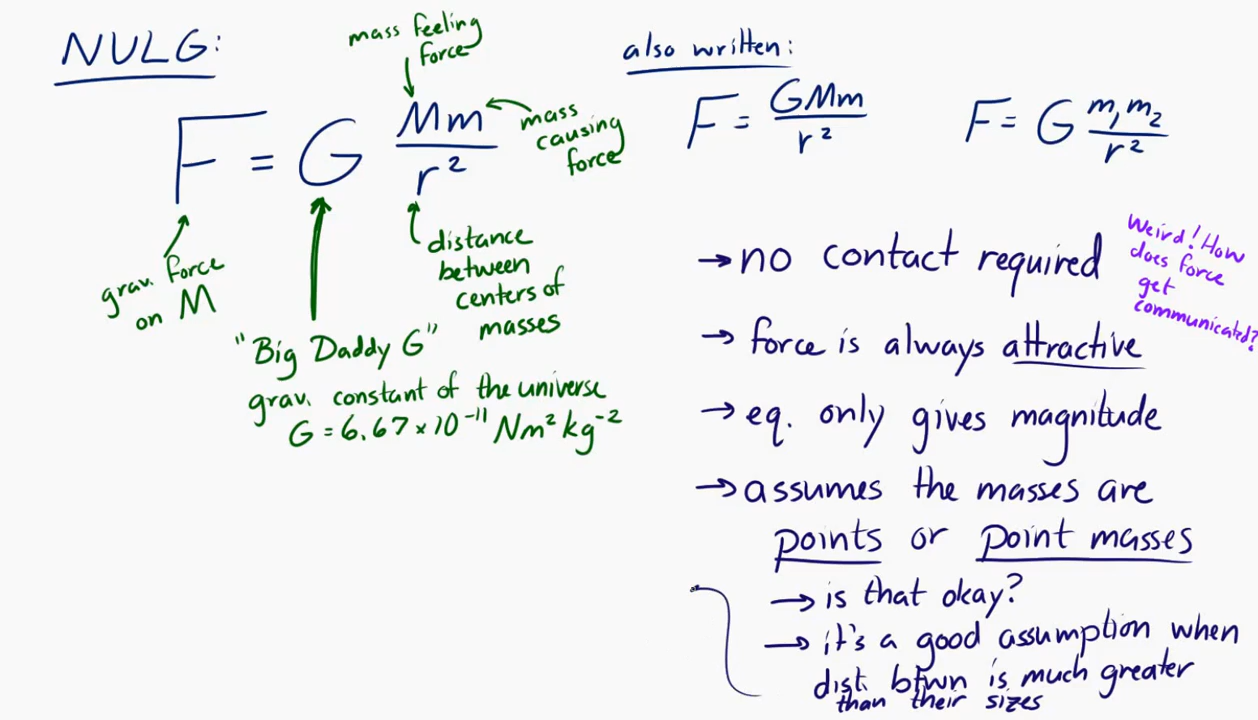 NULG:
mass feeling
force
F = G Mm/r²
mass
causing
force
grav. force
on M
distance
between
centers of
masses
"Big Daddy G"
grav. constant of the universe
G = 6.67 × 10⁻¹¹ Nm² kg⁻²
also written:
F = GMm/r²
F = G m₁m₂/r²
→ no contact required
Weird! How
does force
get
communicated?
→ force is always attractive
→ eq. only gives magnitude
→ assumes the masses are
points or point masses
→ is that okay?
→ it's a good assumption when
dist. btwn is much greater
than their sizes